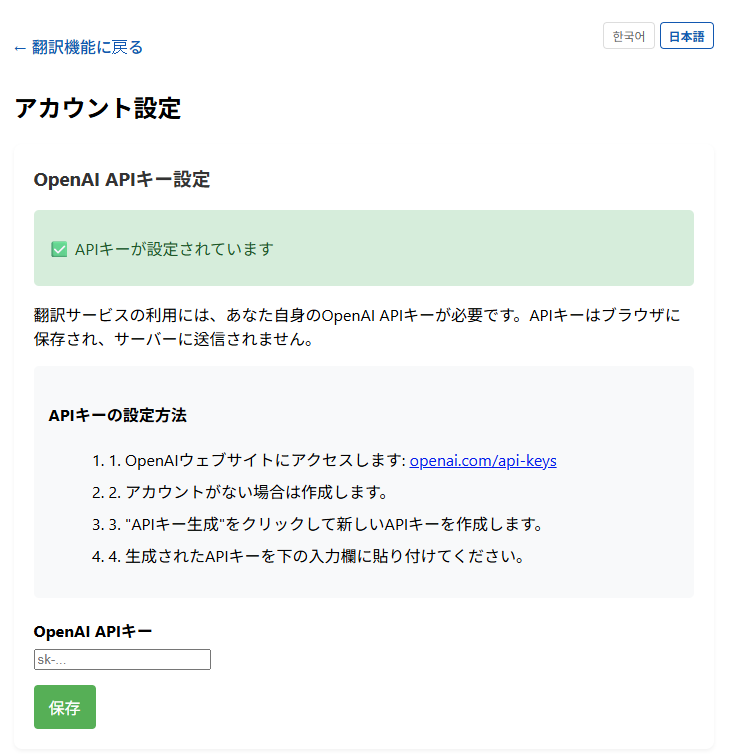 ← 翻訳機能に戻る
한국어
日本語
アカウント設定
OpenAI APIキー設定
✅ APIキーが設定されています
翻訳サービスの利用には、あなた自身のOpenAI APIキーが必要です。APIキーはブラウザに
保存され、サーバーに送信されません。
APIキーの設定方法
1. 1. OpenAIウェブサイトにアクセスします: openai.com/api-keys
2. 2. アカウントがない場合は作成します。
3. 3. "APIキー生成"をクリックして新しいAPIキーを作成します。
4. 4. 生成されたAPIキーを下の入力欄に貼り付けてください。
OpenAI APIキー
sk-...
保存